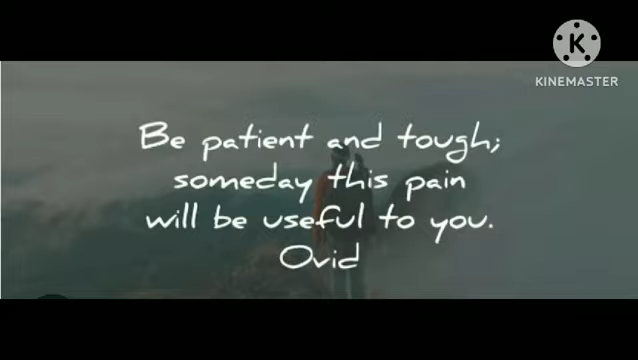 KINEMASTER
Be patient and tough;
someday this pain
will be useful to you.
Ovid